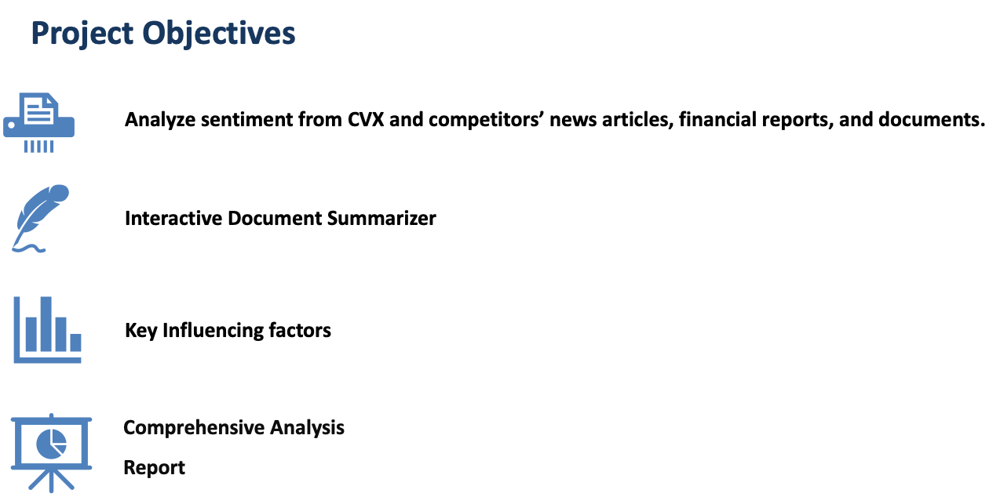 Project Objectives
Analyze sentiment from CVX and competitors’ news articles, financial reports, and documents.
Interactive Document Summarizer
Key Influencing factors
Comprehensive Analysis
Report